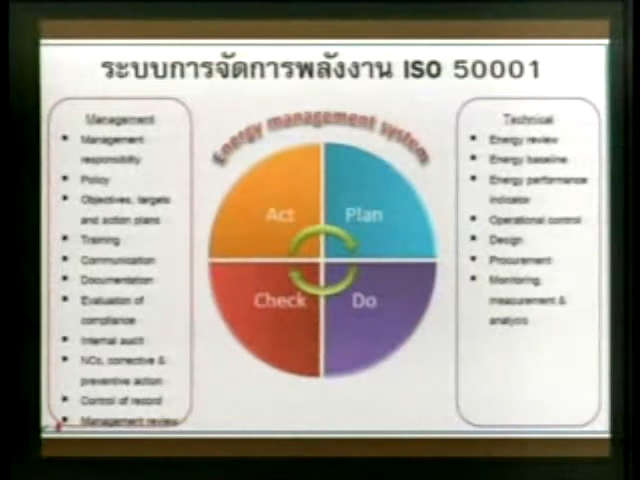 ระบบการจัดการพลังงาน ISO 50001
Management
Management
responsibility
Policy
Objectives, targets
and action plans
Training
Communication
Documentation
Evaluation of
compliance
Internal audit
NCs, corrective &
preventive action
Control of record
Management review
Energy management system
Act
Plan
Check
Do
Technical
Energy review
Energy baseline
Energy performance
indicator
Operational control
Design
Procurement
Monitoring,
measurement &
analysis